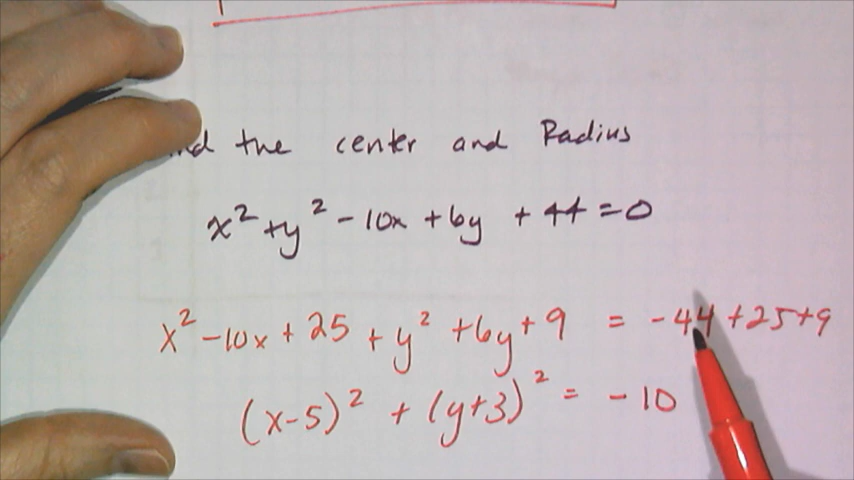 the center and Radius
x² + y² - 10x + 6y + 44 = 0
x² - 10x + 25 + y² + 6y + 9 = -44 + 25 + 9
(x-5)² + (y+3)² = -10